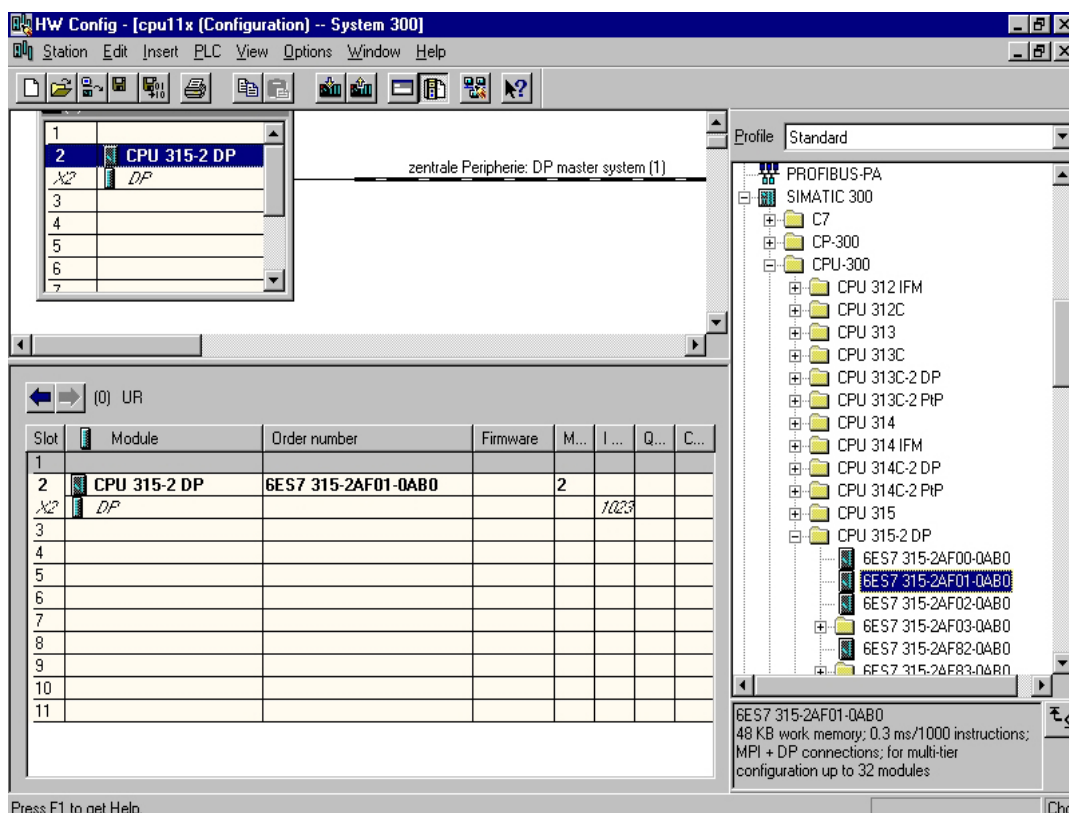 HW Config - [cpu11x (Configuration) -- System 300]
Station Edit Insert PLC View Options Window Help
1
2 CPU 315-2 DP
X2 DP
3
4
5
6
7
zentrale Peripherie: DP master system (1)
Profile Standard
PROFIBUS-PA
SIMATIC 300
C7
CP-300
CPU-300
CPU 312 IFM
CPU 312C
CPU 313
CPU 313C
CPU 313C-2 DP
CPU 313C-2 PtP
CPU 314
CPU 314 IFM
CPU 314C-2 DP
CPU 314C-2 PtP
CPU 315
CPU 315-2 DP
6ES7 315-2AF00-0AB0
6ES7 315-2AF01-0AB0
6ES7 315-2AF02-0AB0
6ES7 315-2AF03-0AB0
6ES7 315-2AF82-0AB0
6ES7 315-2AF83-0AB0
(0) UR
Slot Module Order number Firmware M... I ... Q... C...
1
2 CPU 315-2 DP 6ES7 315-2AF01-0AB0 2
X2 DP 1023
3
4
5
6
7
8
9
10
11
6ES7 315-2AF01-0AB0
48 KB work memory; 0.3 ms/1000 instructions;
MPI + DP connections; for multi-tier
configuration up to 32 modules
Press F1 to get Help.